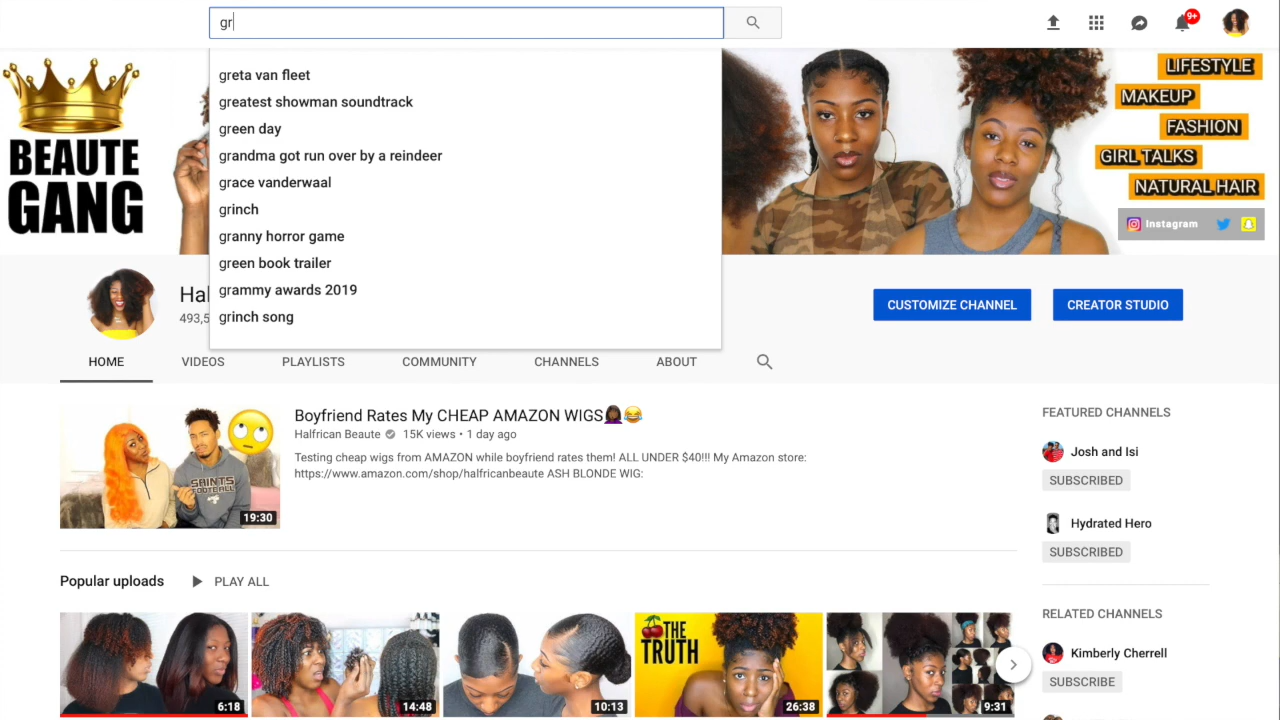 gr
9+
greta van fleet
greatest showman soundtrack
green day
grandma got run over by a reindeer
grace vanderwaal
grinch
granny horror game
green book trailer
grammy awards 2019
grinch song
BEAUTE
GANG
LIFESTYLE
MAKEUP
FASHION
GIRL TALKS
NATURAL HAIR
Instagram
Hal
493,5
CUSTOMIZE CHANNEL
CREATOR STUDIO
HOME
VIDEOS
PLAYLISTS
COMMUNITY
CHANNELS
ABOUT
SAINTS
FOOTBALL
19:30
Boyfriend Rates My CHEAP AMAZON WIGS🤦🏿‍♀️😂
Halfrican Beaute 15K views • 1 day ago
Testing cheap wigs from AMAZON while boyfriend rates them! ALL UNDER $40!!! My Amazon store:
https://www.amazon.com/shop/halfricanbeaute ASH BLONDE WIG:
FEATURED CHANNELS
Josh and Isi
SUBSCRIBED
Hydrated Hero
SUBSCRIBED
Popular uploads
PLAY ALL
6:18
14:48
10:13
THE
TRUTH
26:38
9:31
RELATED CHANNELS
Kimberly Cherrell
SUBSCRIBE